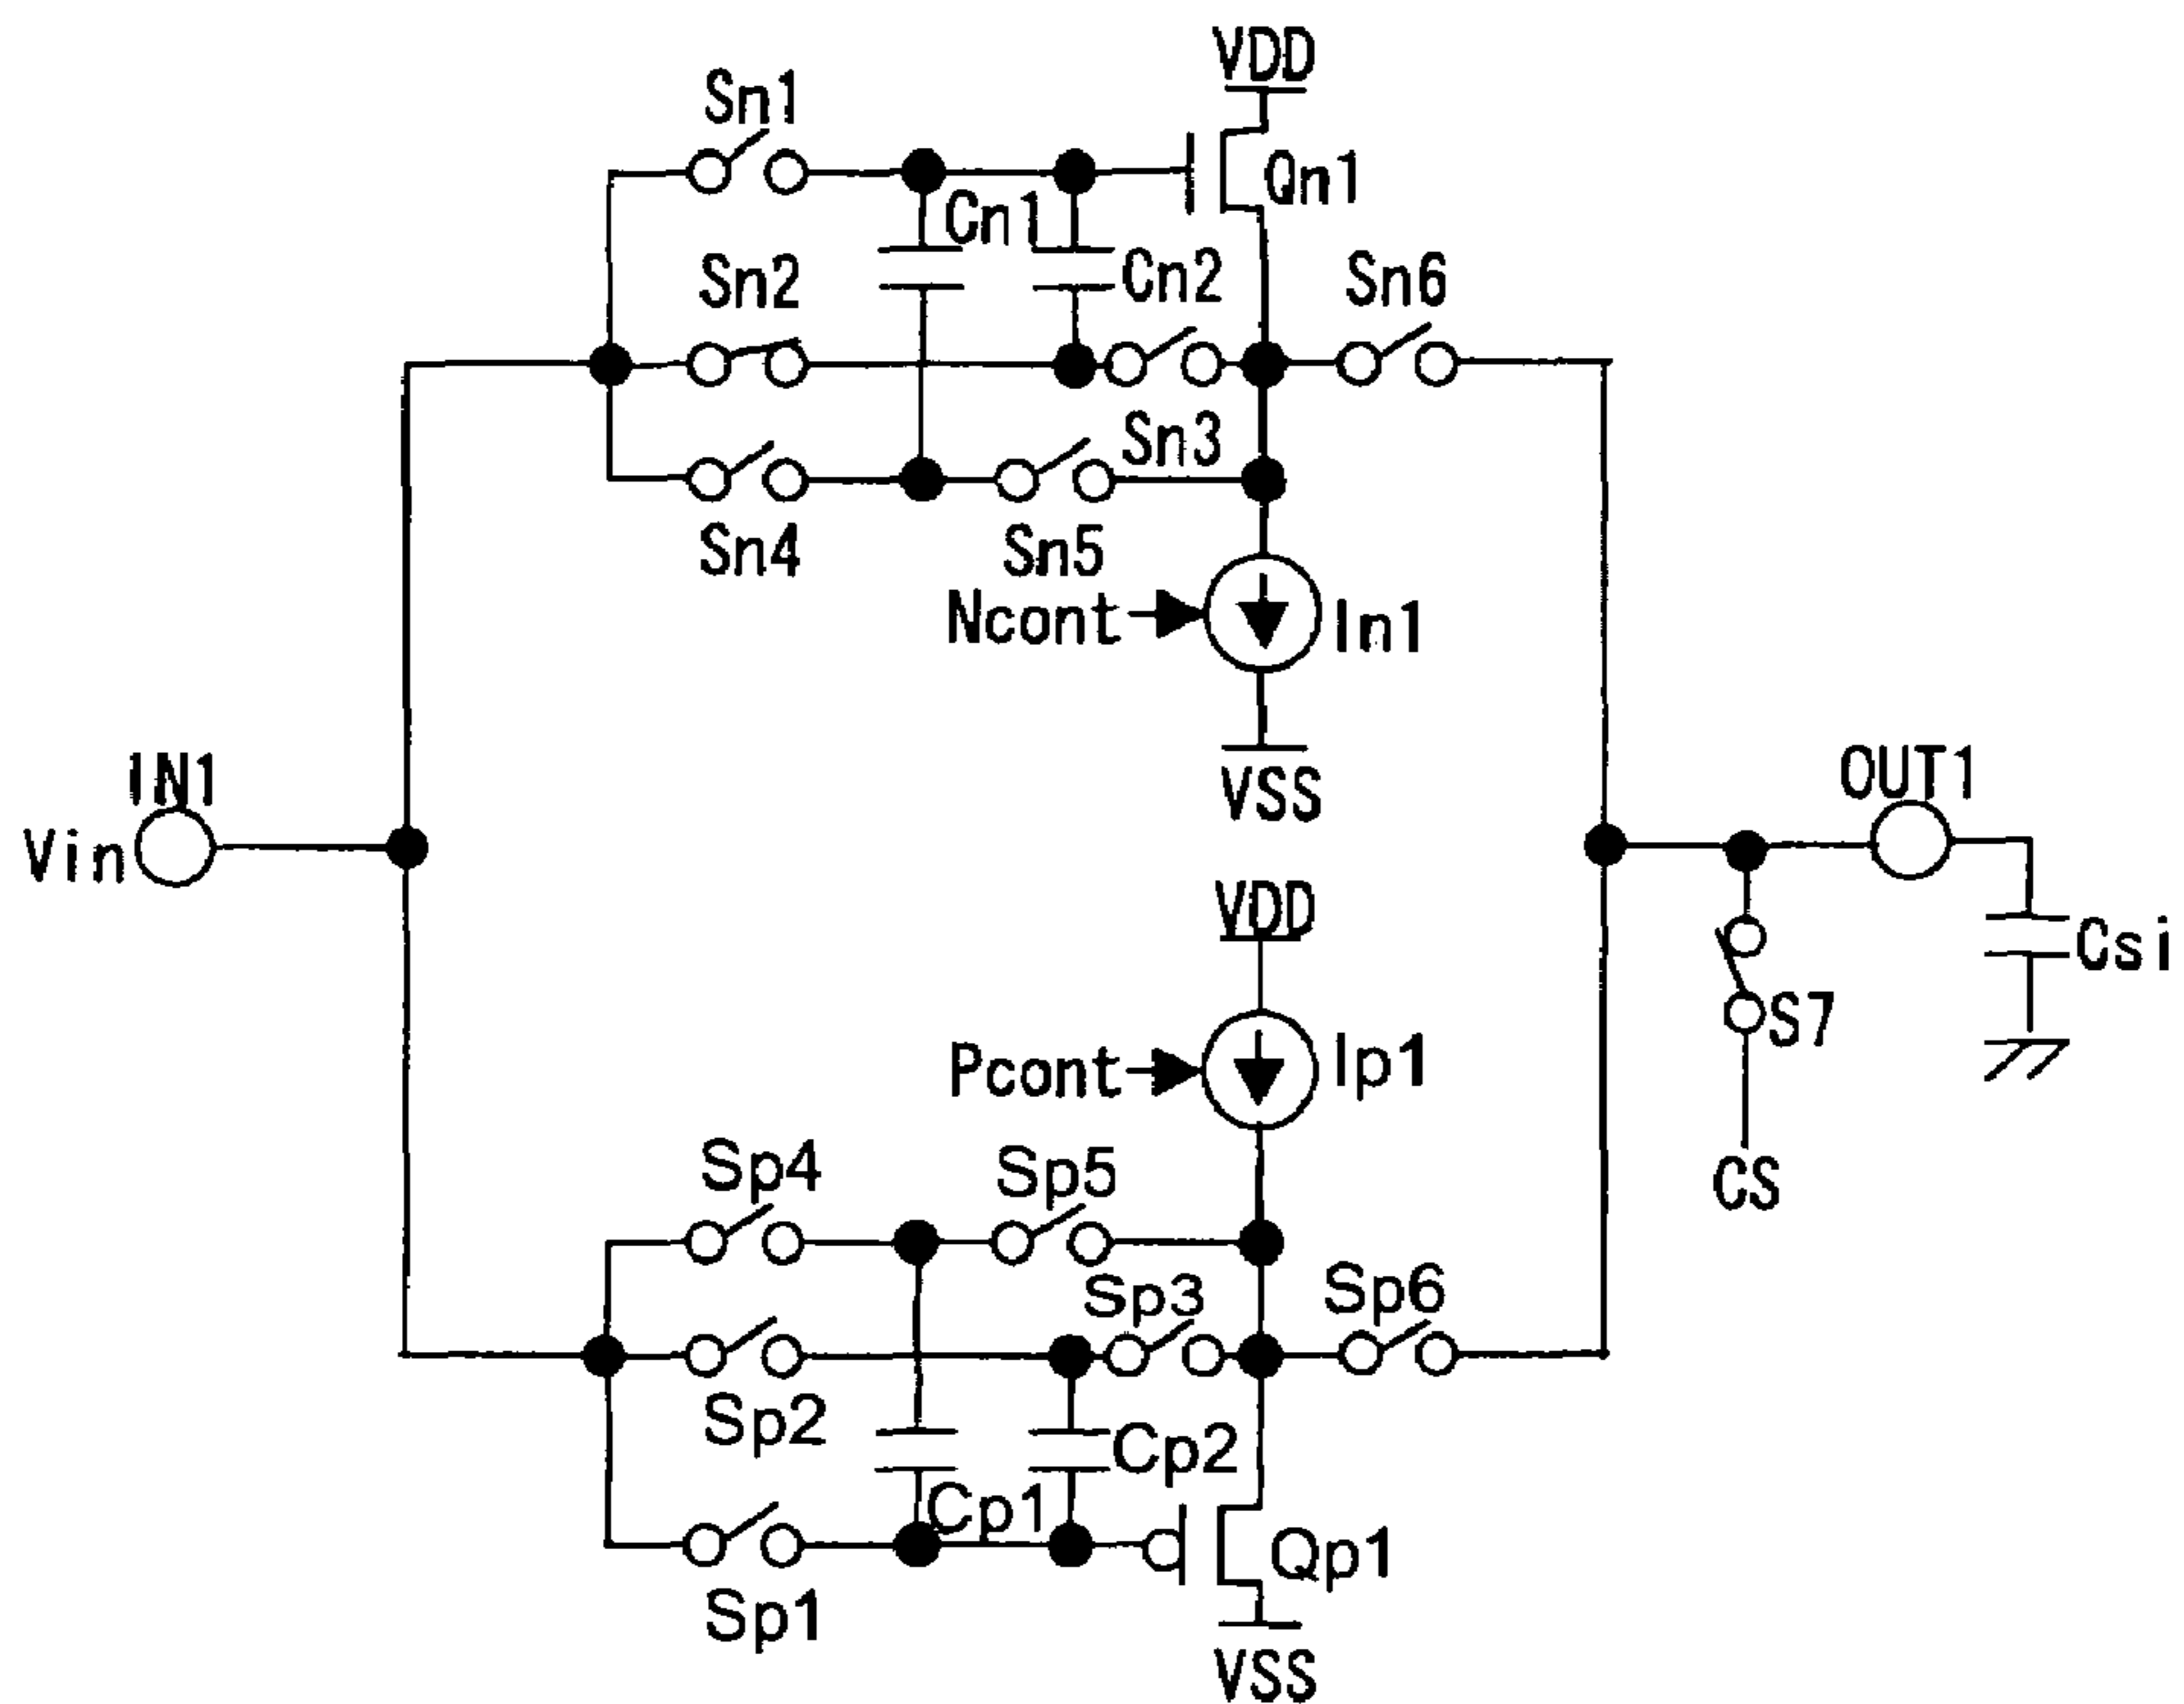 VDD
Sn1
Qn1
Cn1
Sn2
Cn2
Sn6
Sn3
Sn4
Sn5
Ncont
In1
VSS
IN1
Vin
OUT1
VDD
Csi
S7
Pcont
Ip1
CS
Sp4
Sp5
Sp3
Sp6
Sp2
Cp2
Cp1
Qp1
Sp1
VSS